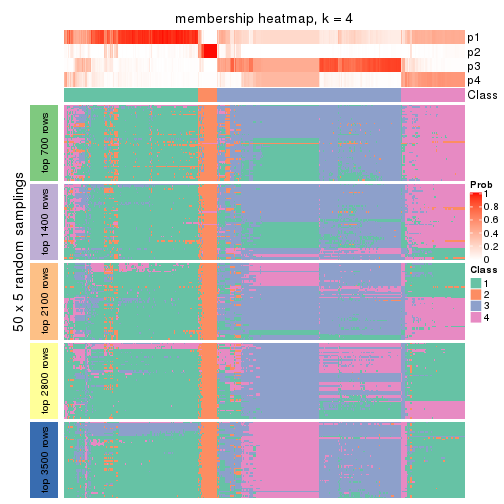 membership heatmap, k = 4
p1
p2
p3
p4
Class
50 x 5 random samplings
top 700 rows
top 1400 rows
top 2100 rows
top 2800 rows
top 3500 rows
Prob
1
0.8
0.6
0.4
0.2
0
Class
1
2
3
4